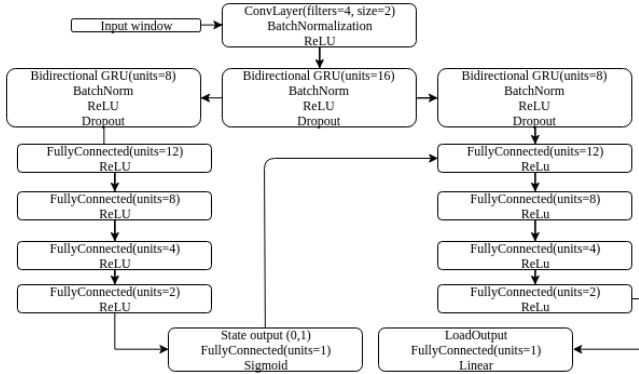 ConvLayer(filters=4, size=2)
BatchNormalization
ReLU
Input window
Bidirectional GRU(units=8)
BatchNorm
ReLU
Dropout
Bidirectional GRU(units=16)
BatchNorm
ReLU
Dropout
Bidirectional GRU(units=8)
BatchNorm
ReLU
Dropout
FullyConnected(units=12)
ReLU
FullyConnected(units=8)
ReLU
FullyConnected(units=4)
ReLU
FullyConnected(units=2)
ReLU
FullyConnected(units=12)
ReLu
FullyConnected(units=8)
ReLu
FullyConnected(units=4)
ReLu
FullyConnected(units=2)
ReLu
State output (0,1)
FullyConnected(units=1)
Sigmoid
LoadOutput
FullyConnected(units=1)
Linear